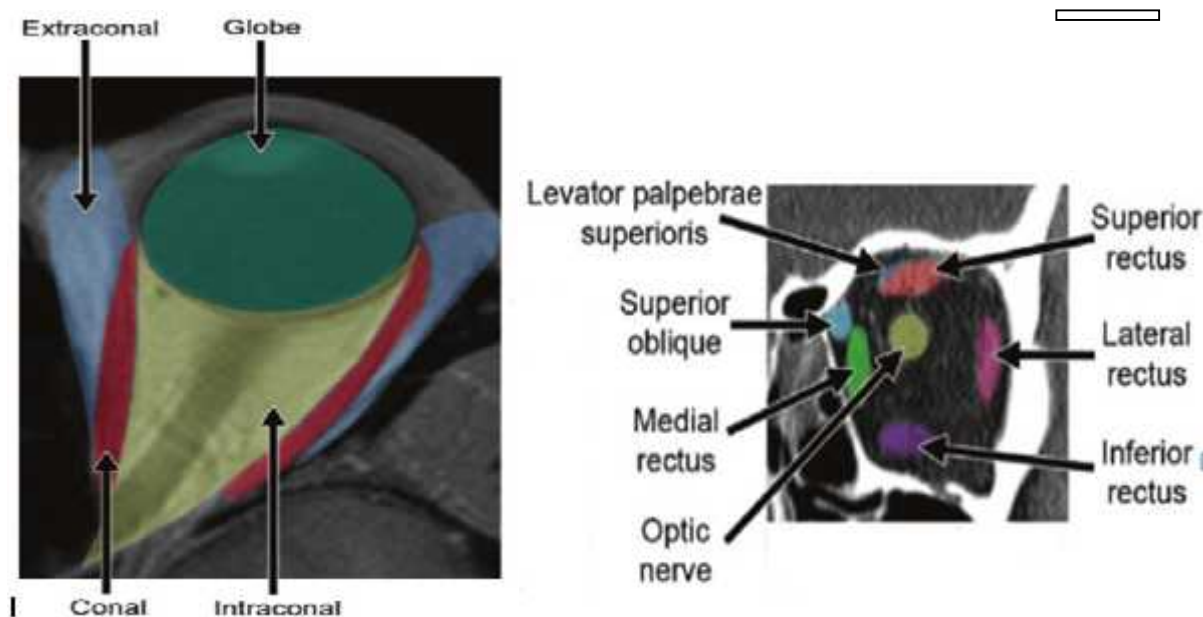 Extraconal
Globe
Conal
Intraconal
Levator palpebrae
superioris
Superior
oblique
Medial
rectus
Optic
nerve
Superior
rectus
Lateral
rectus
Inferior
rectus